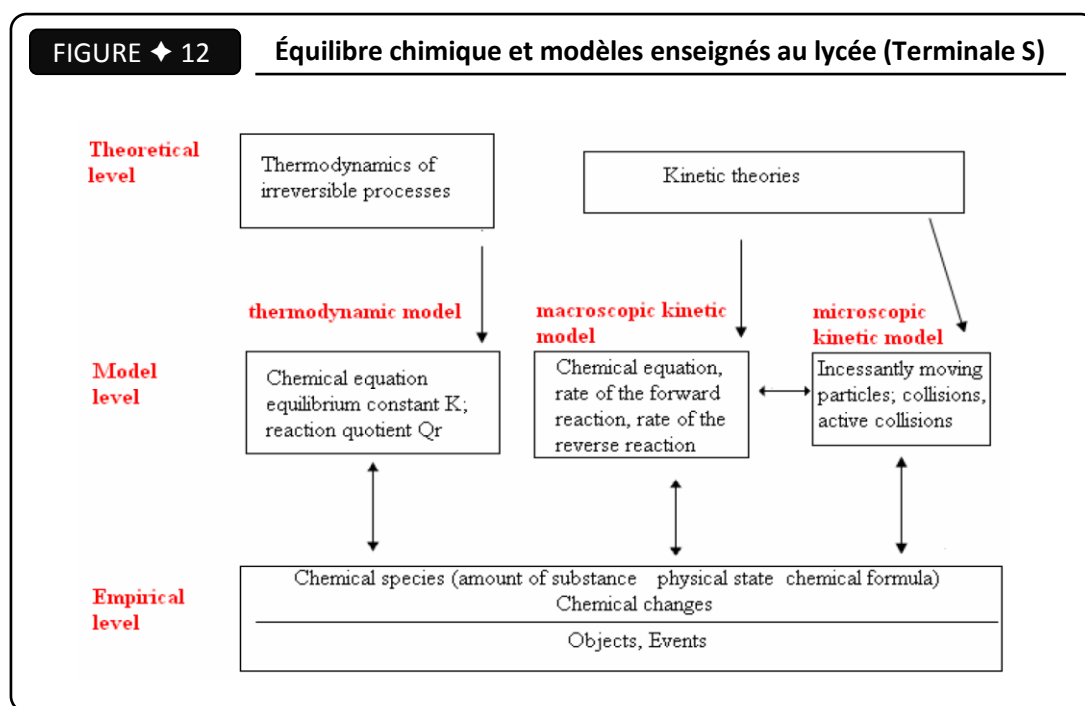 FIGURE ✦ 12
Équilibre chimique et modèles enseignés au lycée (Terminale S)
Theoretical
level
Thermodynamics of
irreversible processes
Kinetic theories
thermodynamic model
macroscopic kinetic
model
microscopic
kinetic model
Model
level
Chemical equation
equilibrium constant K;
reaction quotient Qr
Chemical equation,
rate of the forward
reaction, rate of the
reverse reaction
Incessantly moving
particles; collisions,
active collisions
Empirical
level
Chemical species (amount of substance physical state chemical formula)
Chemical changes
Objects, Events